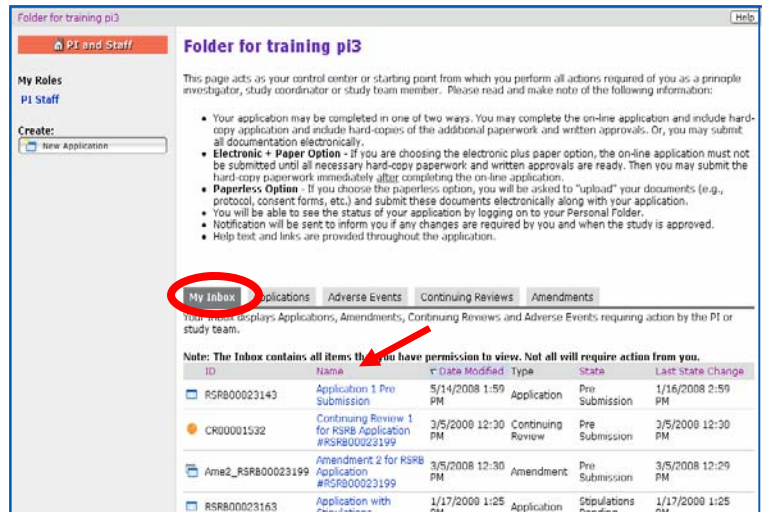 Folder for training pi3
Help
PI and Staff
My Roles
PI Staff
Create:
New Application
Folder for training pi3
This page acts as your control center or starting point from which you perform all actions required of you as a principle
investigator, study coordinator or study team member. Please read and make note of the following information:
• Your application may be completed in one of two ways. You may complete the on-line application and include hard-
copy application and include hard-copies of the additional paperwork and written approvals. Or, you may submit
all documentation electronically.
• Electronic + Paper Option - If you are choosing the electronic plus paper option, the on-line application must not
be submitted until all necessary hard-copy paperwork and written approvals are ready. Then you may submit the
hard-copy paperwork immediately after completing the on-line application.
• Paperless Option - If you choose the paperless option, you will be asked to "upload" your documents (e.g.,
protocol, consent forms, etc.) and submit these documents electronically along with your application.
• You will be able to see the status of your application by logging on to your Personal Folder.
• Notification will be sent to inform you if any changes are required by you and when the study is approved.
• Help text and links are provided throughout the application.
My Inbox Applications Adverse Events Continuing Reviews Amendments
Your Inbox displays Applications, Amendments, Continuing Reviews and Adverse Events requiring action by the PI or
study team.
Note: The Inbox contains all items that you have permission to view. Not all will require action from you.
ID Name Date Modified Type State Last State Change
RSRB00023143 Application 1 Pre Submission 5/14/2008 1:59 PM Application Pre Submission 1/16/2008 2:59 PM
CR00001532 Continuing Review 1 for RSRB Application #RSRB00023199 3/5/2008 12:30 PM Continuing Review Pre Submission 3/5/2008 12:30 PM
Ame2_RSRB00023199 Amendment 2 for RSRB Application #RSRB00023199 3/5/2008 12:30 PM Amendment Pre Submission 3/5/2008 12:29 PM
RSRB00023163 Application with 1/17/2008 1:25 Application Stipulations 1/17/2008 1:25